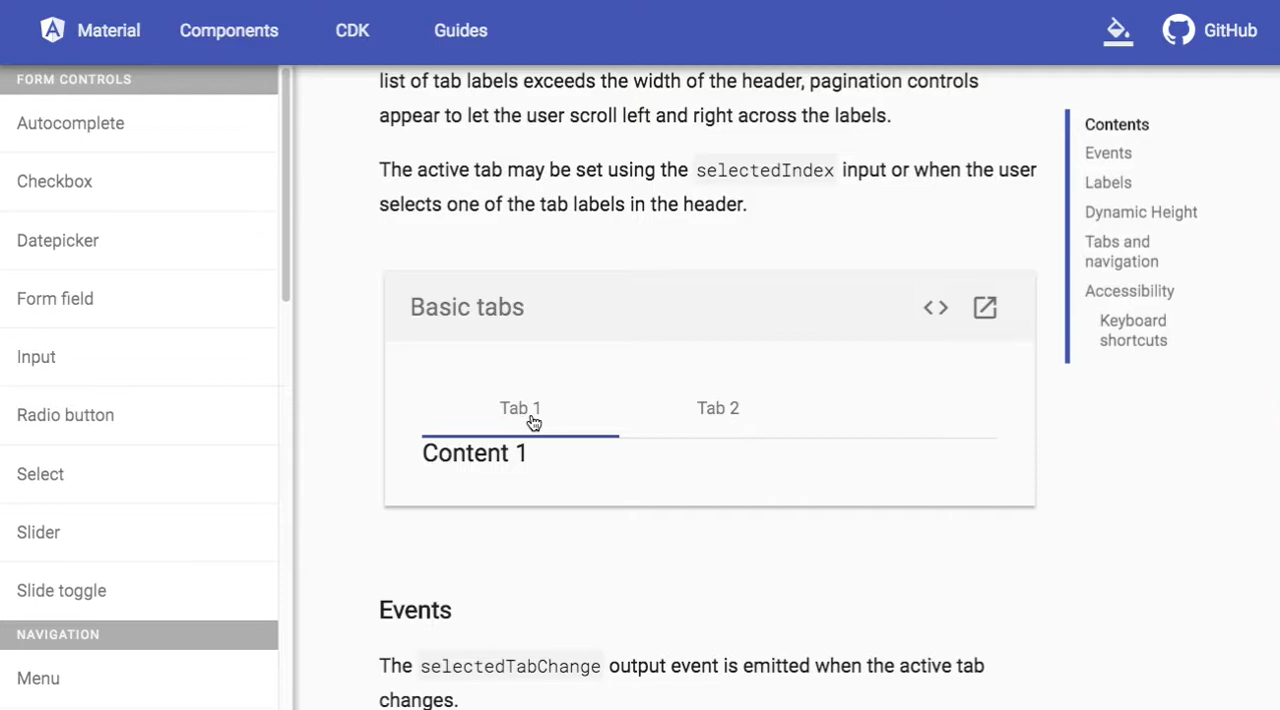 Material
Components
CDK
Guides
GitHub
FORM CONTROLS
Autocomplete
Checkbox
Datepicker
Form field
Input
Radio button
Select
Slider
Slide toggle
NAVIGATION
Menu
list of tab labels exceeds the width of the header, pagination controls
appear to let the user scroll left and right across the labels.
The active tab may be set using the selectedIndex input or when the user
selects one of the tab labels in the header.
Basic tabs
Tab 1
Tab 2
Content 1
Events
The selectedTabChange output event is emitted when the active tab
changes.
Contents
Events
Labels
Dynamic Height
Tabs and
navigation
Accessibility
Keyboard
shortcuts